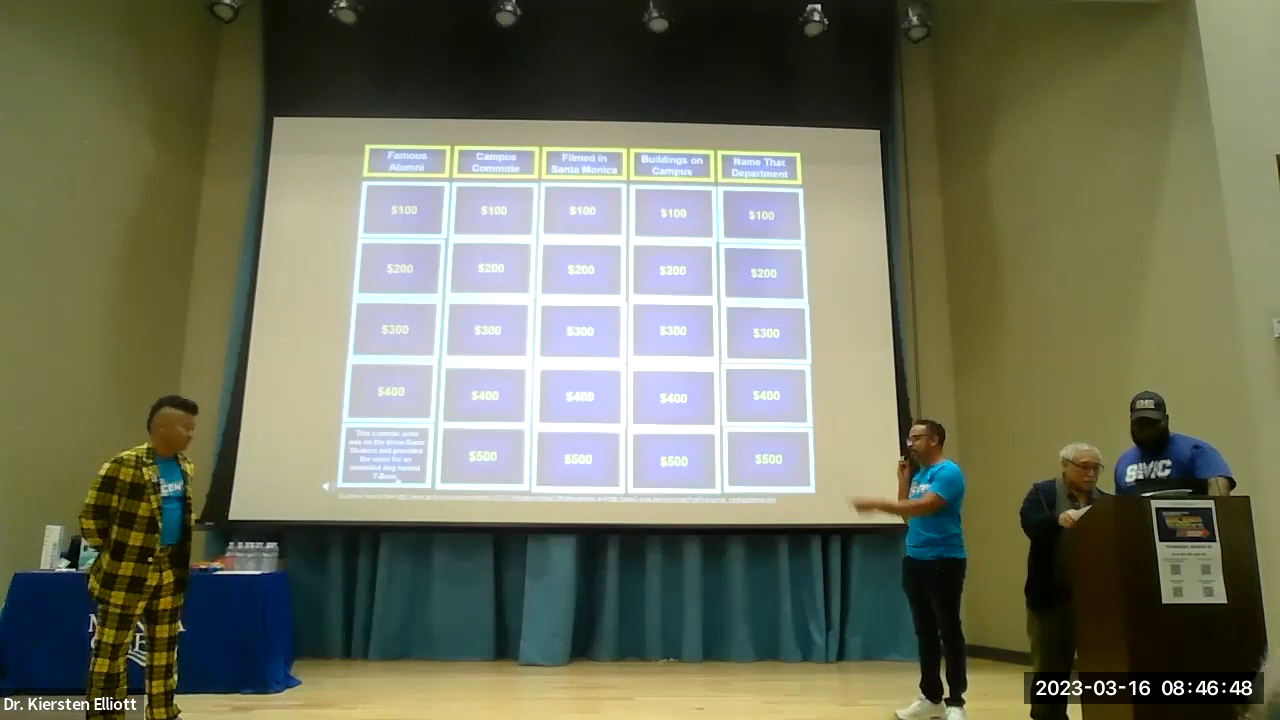 Famous
Alumni
Campus
Commute
Filmed in
Santa Monica
Buildings on
Campus
Name That
Department
$100 $100 $100 $100 $100
$200 $200 $200 $200 $200
$300 $300 $300 $300 $300
$400 $400 $400 $400 $400
This comedic actor
was on the show Game
Shakers and provided
the voice for an
animated dog named
T-Bone
$500 $500 $500 $500
SMC
THURSDAY, MARCH 16
Dr. Kiersten Elliott
2023-03-16 08:46:48